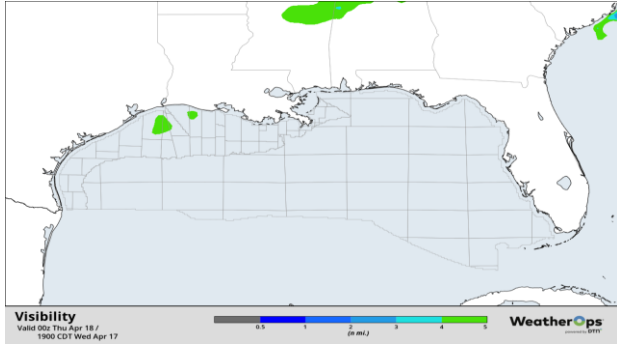 Visibility
Valid 00z Thu Apr 18 /
1900 CDT Wed Apr 17
0.5 1 2 3 4 5
(n mi.)
WeatherOps
powered by DTN